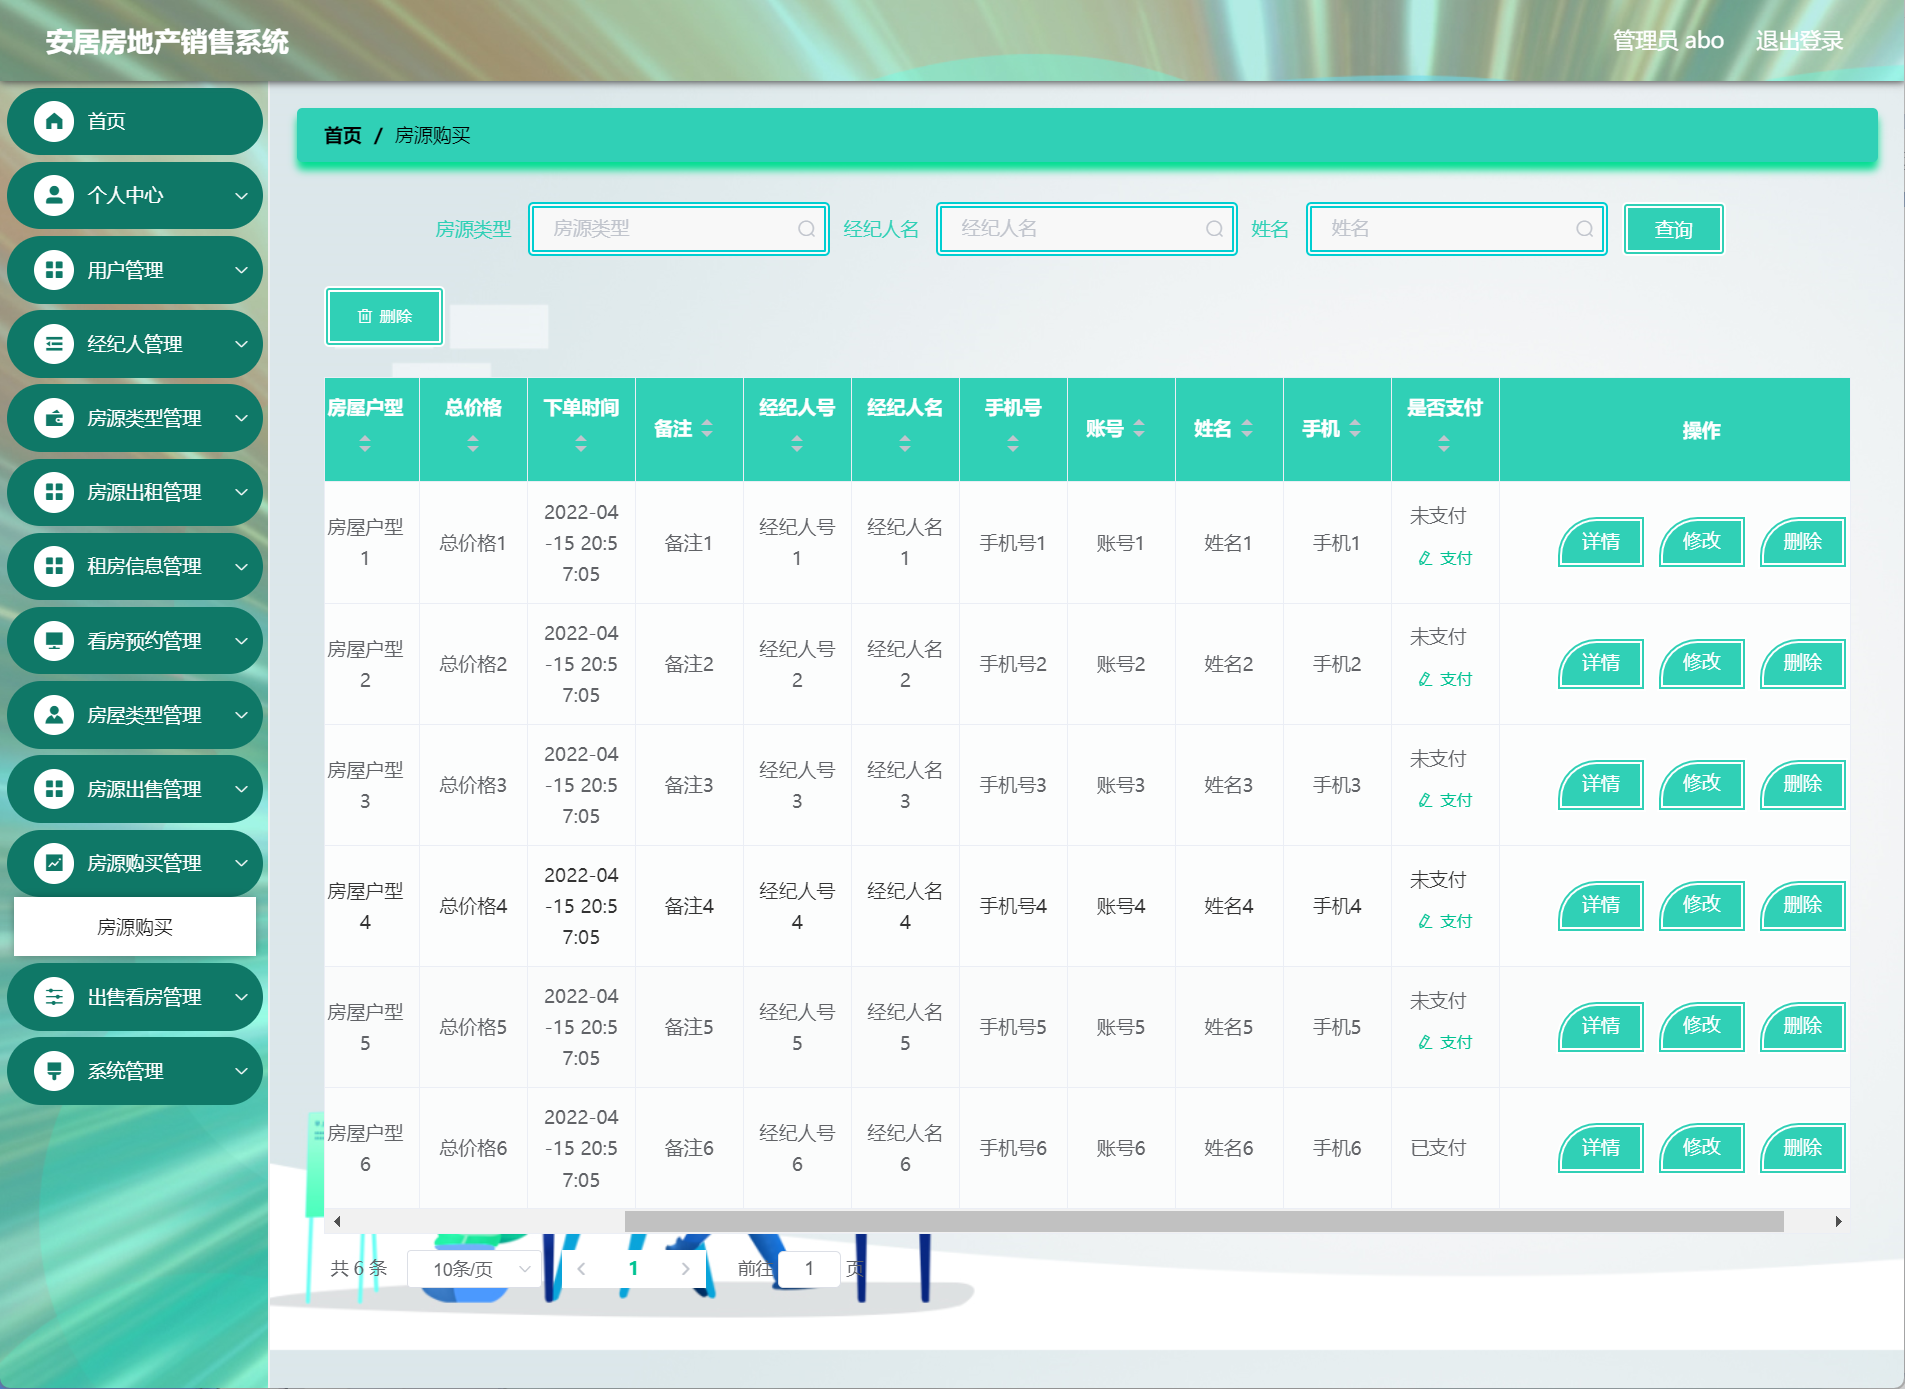 安居房地产销售系统
管理员 abo 退出登录
首页
个人中心
用户管理
经纪人管理
房源类型管理
房源出租管理
租房信息管理
看房预约管理
房屋类型管理
房源出售管理
房源购买管理
房源购买
出售看房管理
系统管理
首页 / 房源购买
房源类型 房源类型 经纪人名 经纪人名 姓名 姓名 查询
删除
房屋户型 总价格 下单时间 备注 经纪人号 经纪人名 手机号 账号 姓名 手机 是否支付 操作
房屋户型
1
总价格1
2022-04
-15 20:5
7:05
备注1
经纪人号
1
经纪人名
1
手机号1
账号1
姓名1
手机1
未支付
支付
详情 修改 删除
房屋户型
2
总价格2
2022-04
-15 20:5
7:05
备注2
经纪人号
2
经纪人名
2
手机号2
账号2
姓名2
手机2
未支付
支付
详情 修改 删除
房屋户型
3
总价格3
2022-04
-15 20:5
7:05
备注3
经纪人号
3
经纪人名
3
手机号3
账号3
姓名3
手机3
未支付
支付
详情 修改 删除
房屋户型
4
总价格4
2022-04
-15 20:5
7:05
备注4
经纪人号
4
经纪人名
4
手机号4
账号4
姓名4
手机4
未支付
支付
详情 修改 删除
房屋户型
5
总价格5
2022-04
-15 20:5
7:05
备注5
经纪人号
5
经纪人名
5
手机号5
账号5
姓名5
手机5
未支付
支付
详情 修改 删除
房屋户型
6
总价格6
2022-04
-15 20:5
7:05
备注6
经纪人号
6
经纪人名
6
手机号6
账号6
姓名6
手机6
已支付
详情 修改 删除
共 6 条 10条/页 1 前往 1 页